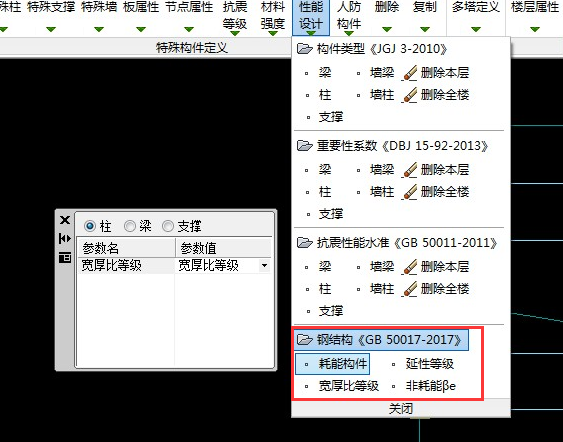 殊柱 特殊支撑 特殊墙 板属性 节点属性 抗震等级 材料强度 性能设计 人防构件 删除 复制 多塔定义 楼层属性
特殊构件定义
构件类型《JGJ 3-2010》
梁 墙梁 删除本层
柱 墙柱 删除全楼
支撑
重要性系数《DBJ 15-92-2013》
梁 墙梁 删除本层
柱 墙柱 删除全楼
支撑
抗震性能水准《GB 50011-2011》
梁 墙梁 删除本层
柱 墙柱 删除全楼
支撑
钢结构《GB 50017-2017》
耗能构件 延性等级
宽厚比等级 非耗能βe
关闭
柱 梁 支撑
参数名 参数值
宽厚比等级 宽厚比等级